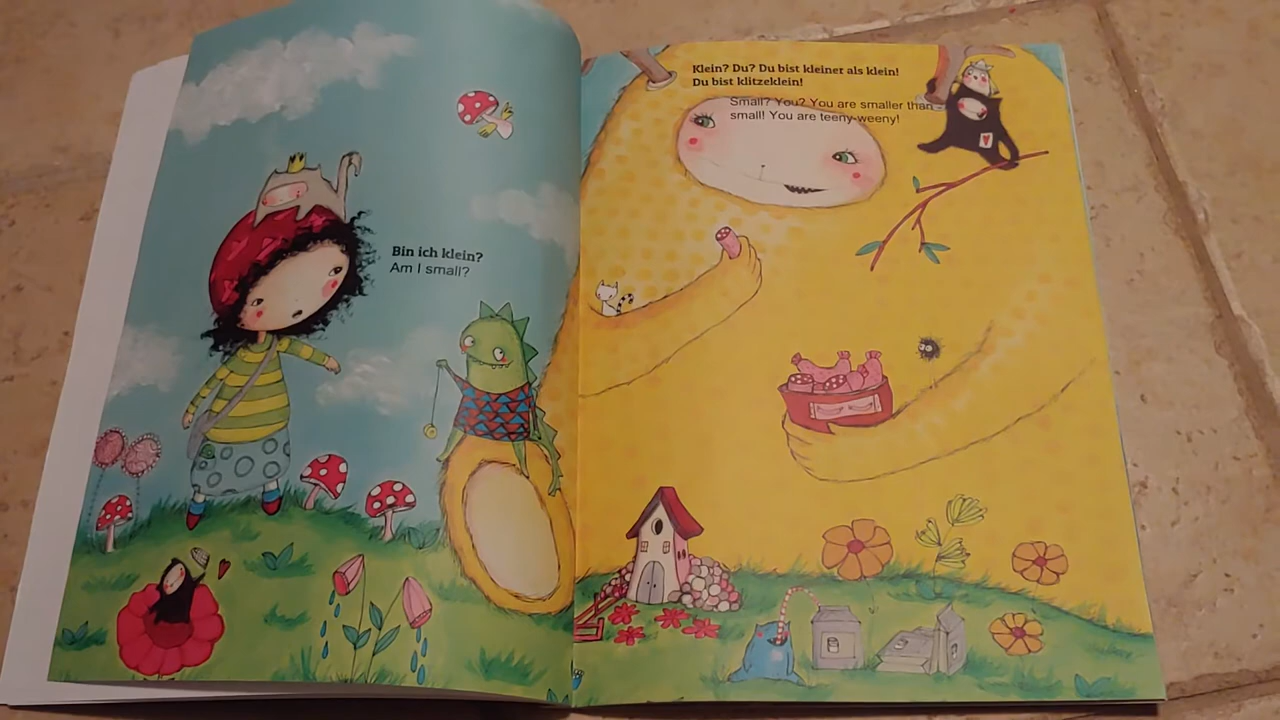 Bin ich klein?
Am I small?
Klein? Du? Du bist kleiner als klein!
Du bist klitzeklein!
Small? You? You are smaller than
small! You are teeny-weeny!